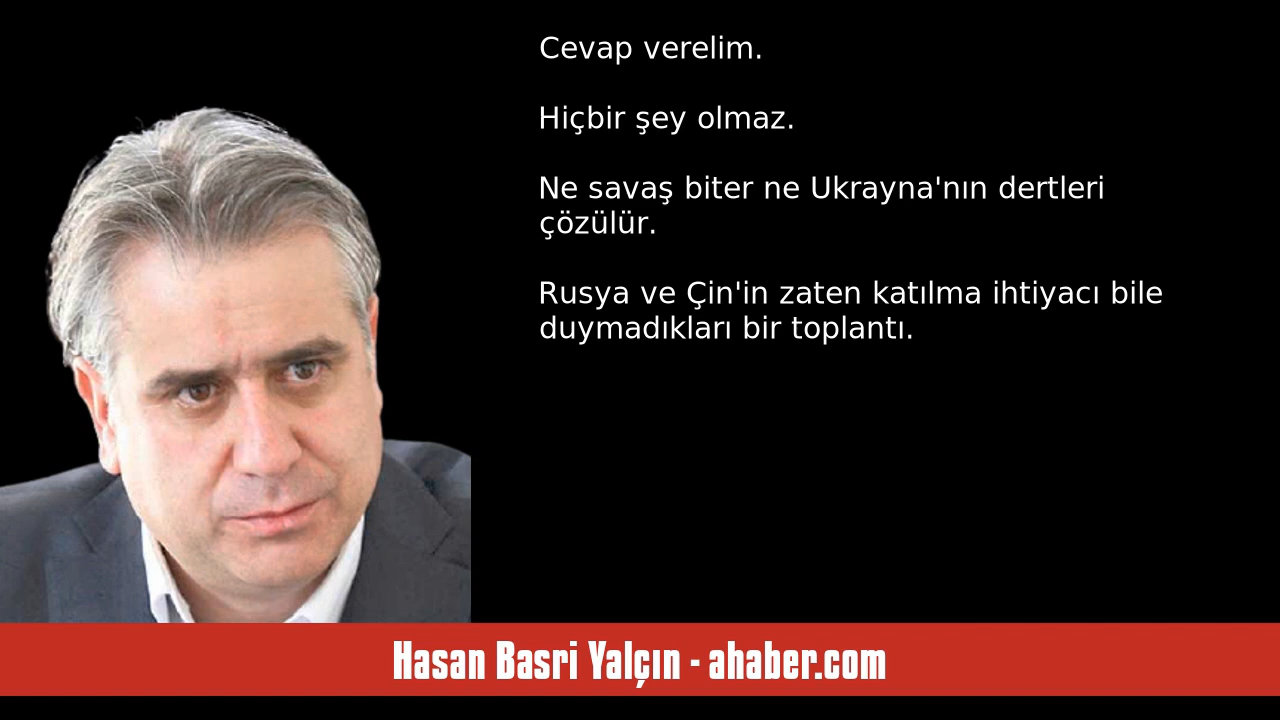 Cevap verelim.
Hiçbir şey olmaz.
Ne savaş biter ne Ukrayna'nın dertleri
çözülür.
Rusya ve Çin'in zaten katılma ihtiyacı bile
duymadıkları bir toplantı.
Hasan Basri Yalçın - ahaber.com